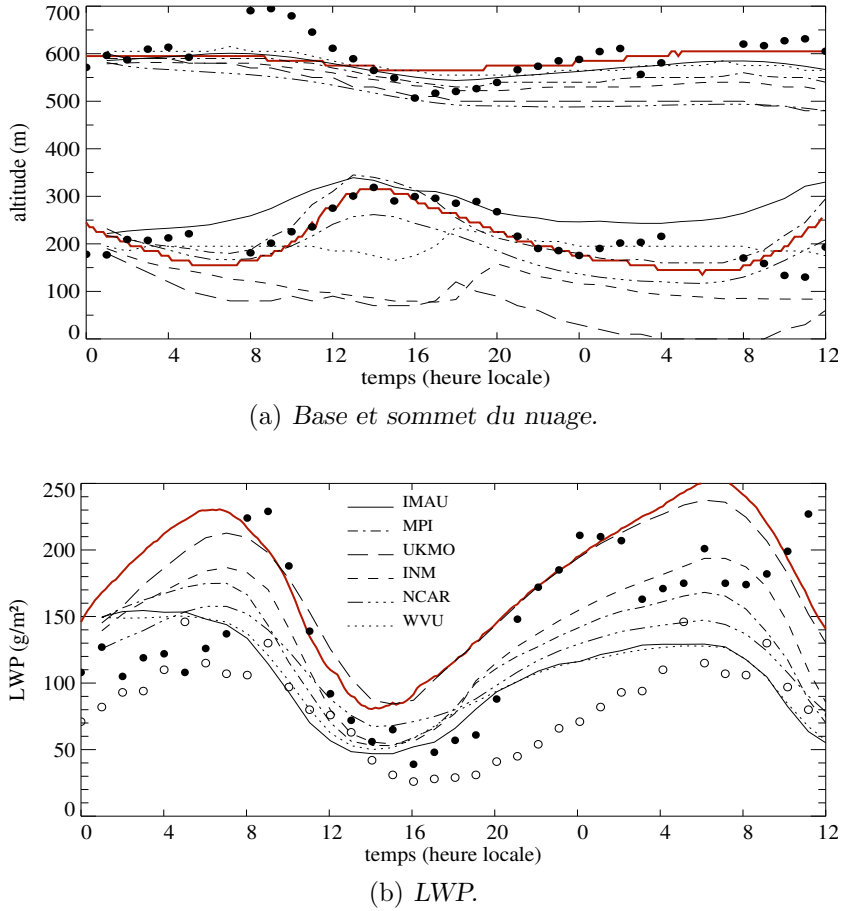 700
600
500
400
300
200
100
0
altitude (m)
0 4 8 12 16 20 0 4 8 12
temps (heure locale)
(a) Base et sommet du nuage.
250
200
150
100
50
0
LWP (g/m²)
IMAU
MPI
UKMO
INM
NCAR
WVU
0 4 8 12 16 20 0 4 8 12
temps (heure locale)
(b) LWP.